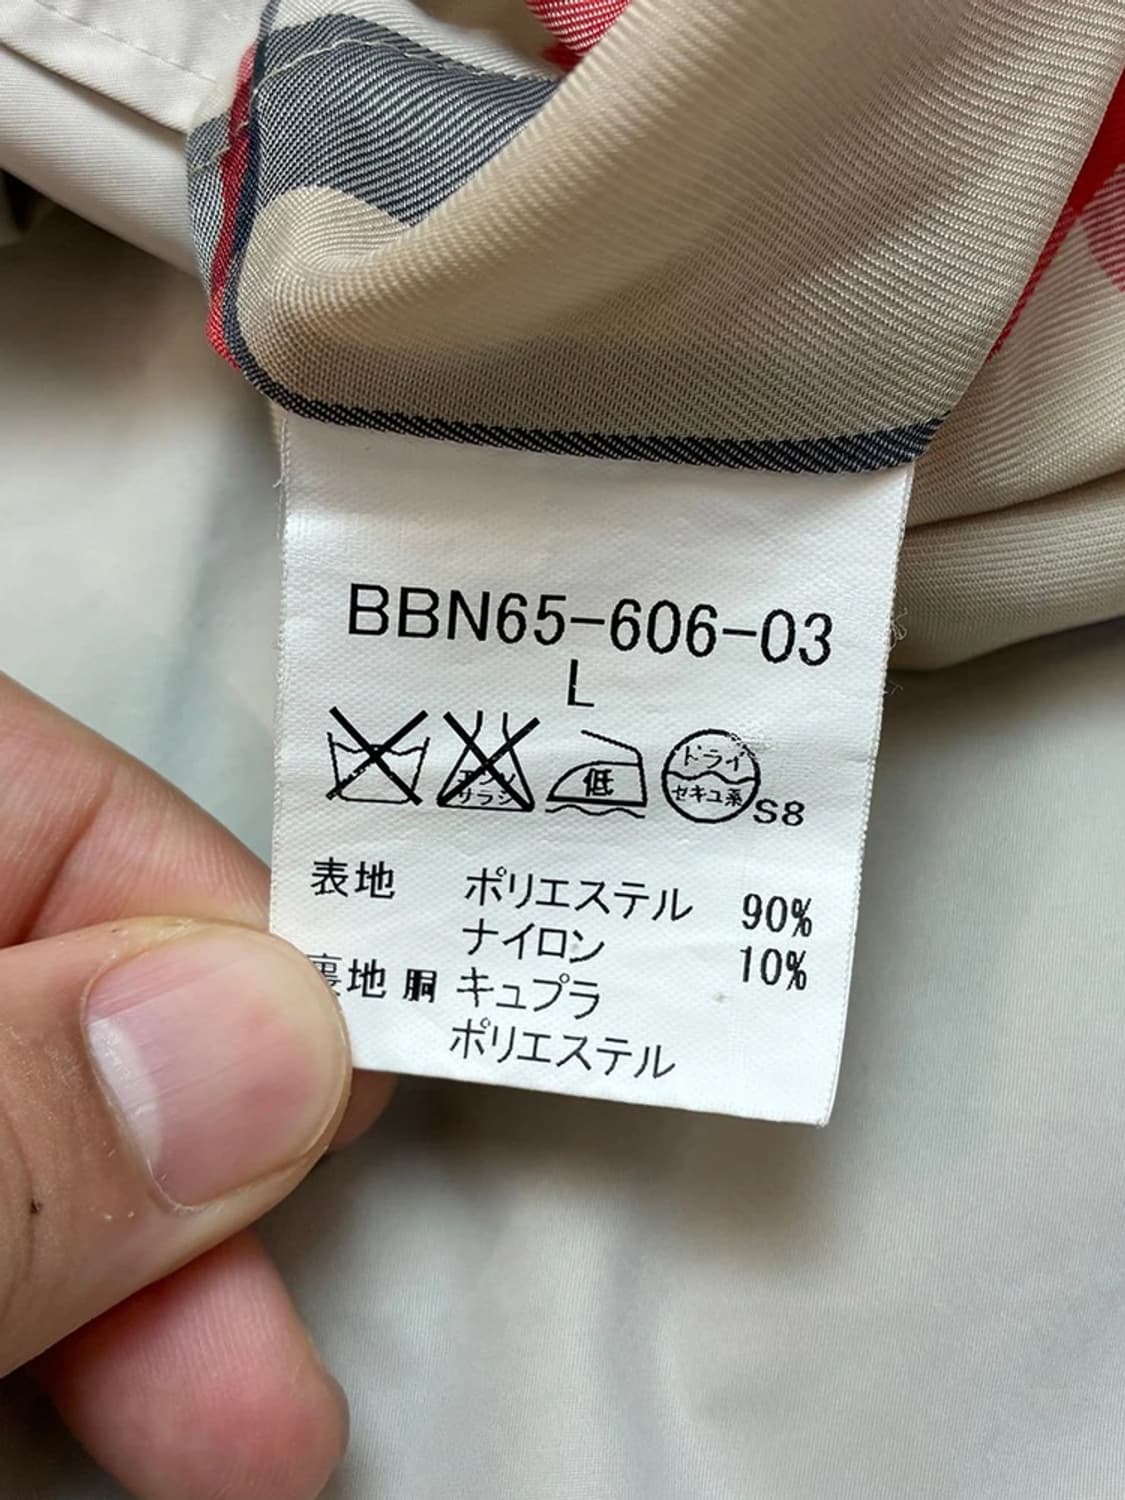 BBN65-606-03
L
エンソ
サラシ
低
ドライ
セキユ系
S8
表地 ポリエステル 90%
ナイロン 10%
裏地 胴 キュプラ
ポリエステル